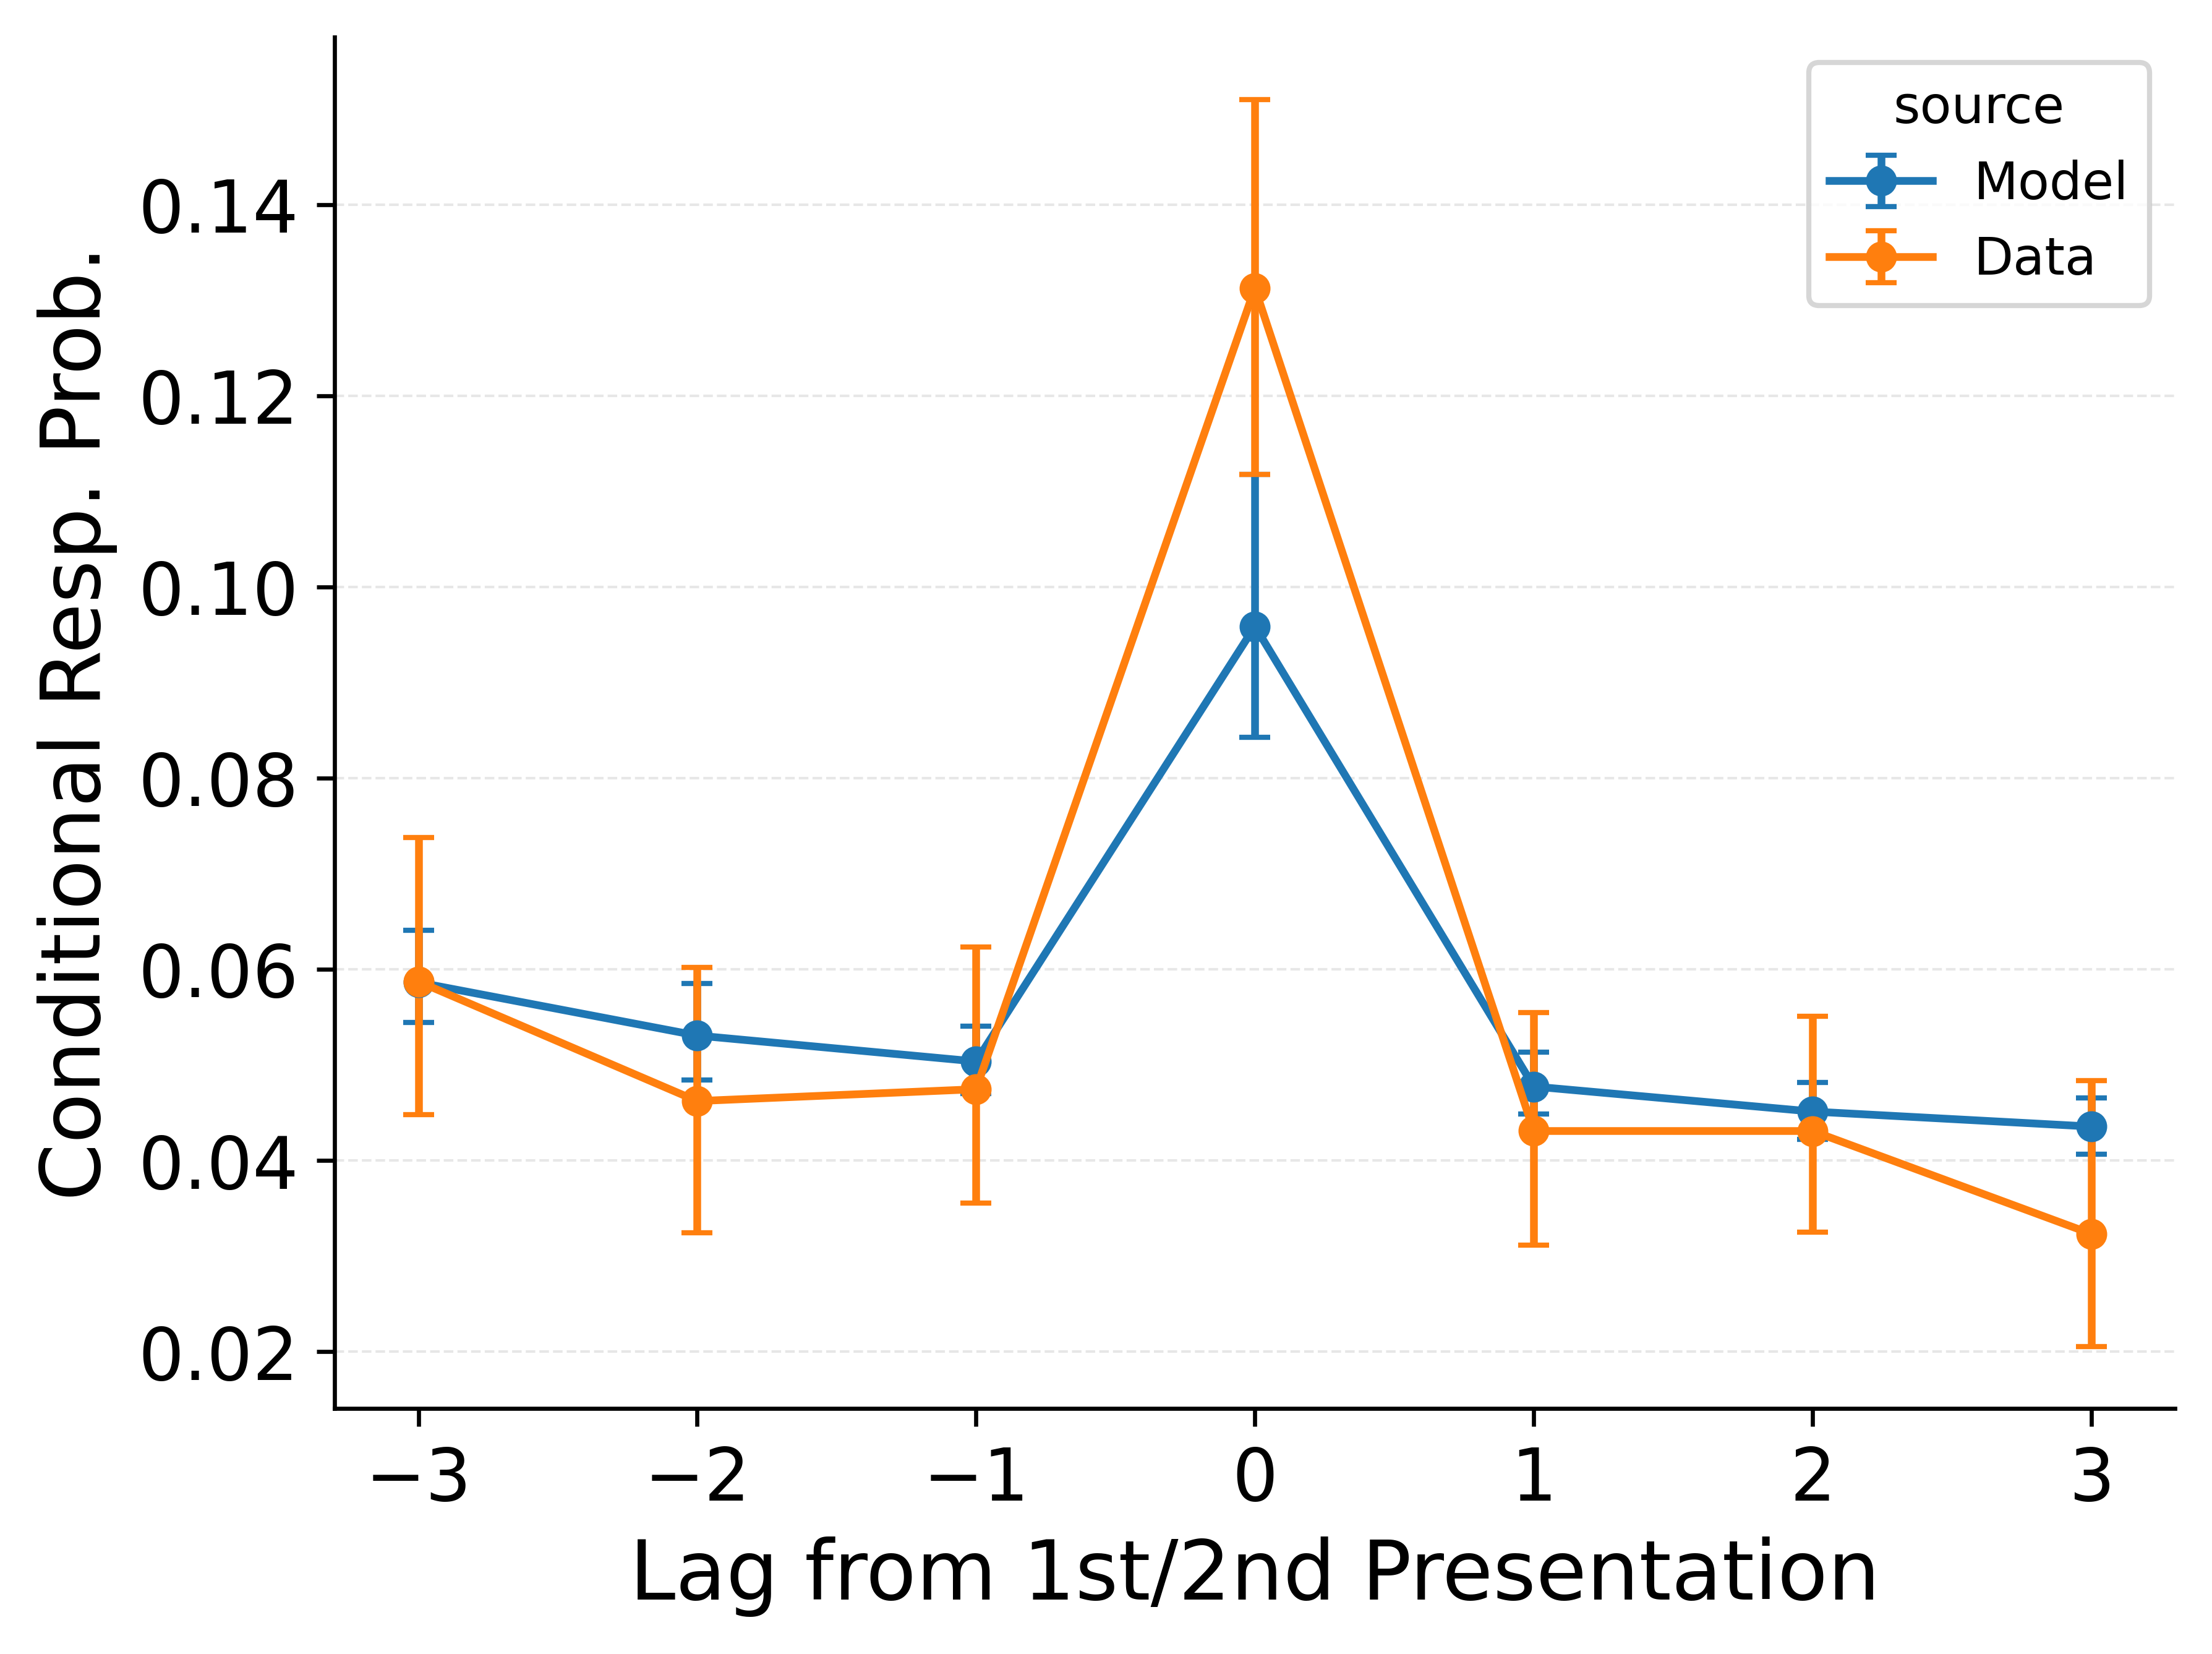 source
Model
Data
Conditional Resp. Prob.
0.14
0.12
0.10
0.08
0.06
0.04
0.02
−3 −2 −1 0 1 2 3
Lag from 1st/2nd Presentation